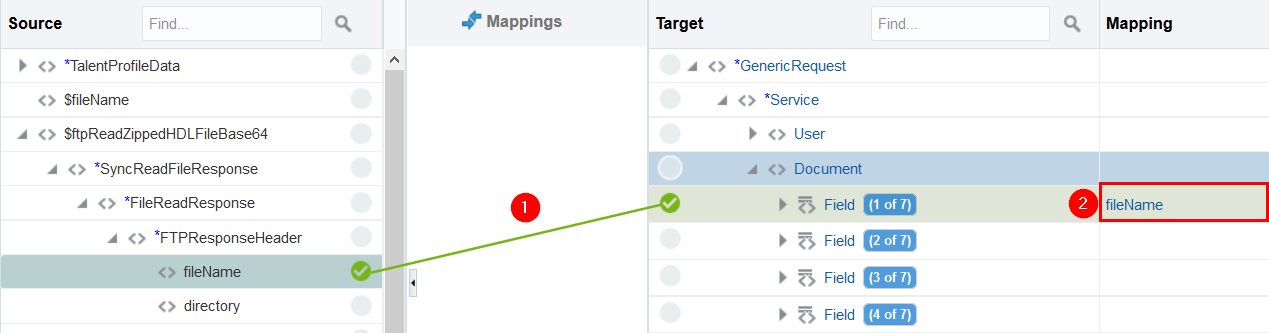 Source Find... Mappings Target Find... Mapping
*TalentProfileData *GenericRequest
$fileName *Service
$ftpReadZippedHDLFileBase64 User
*SyncReadFileResponse Document
*FileReadResponse 1 Field (1 of 7) 2 fileName
*FTPResponseHeader Field (2 of 7)
fileName Field (3 of 7)
directory Field (4 of 7)